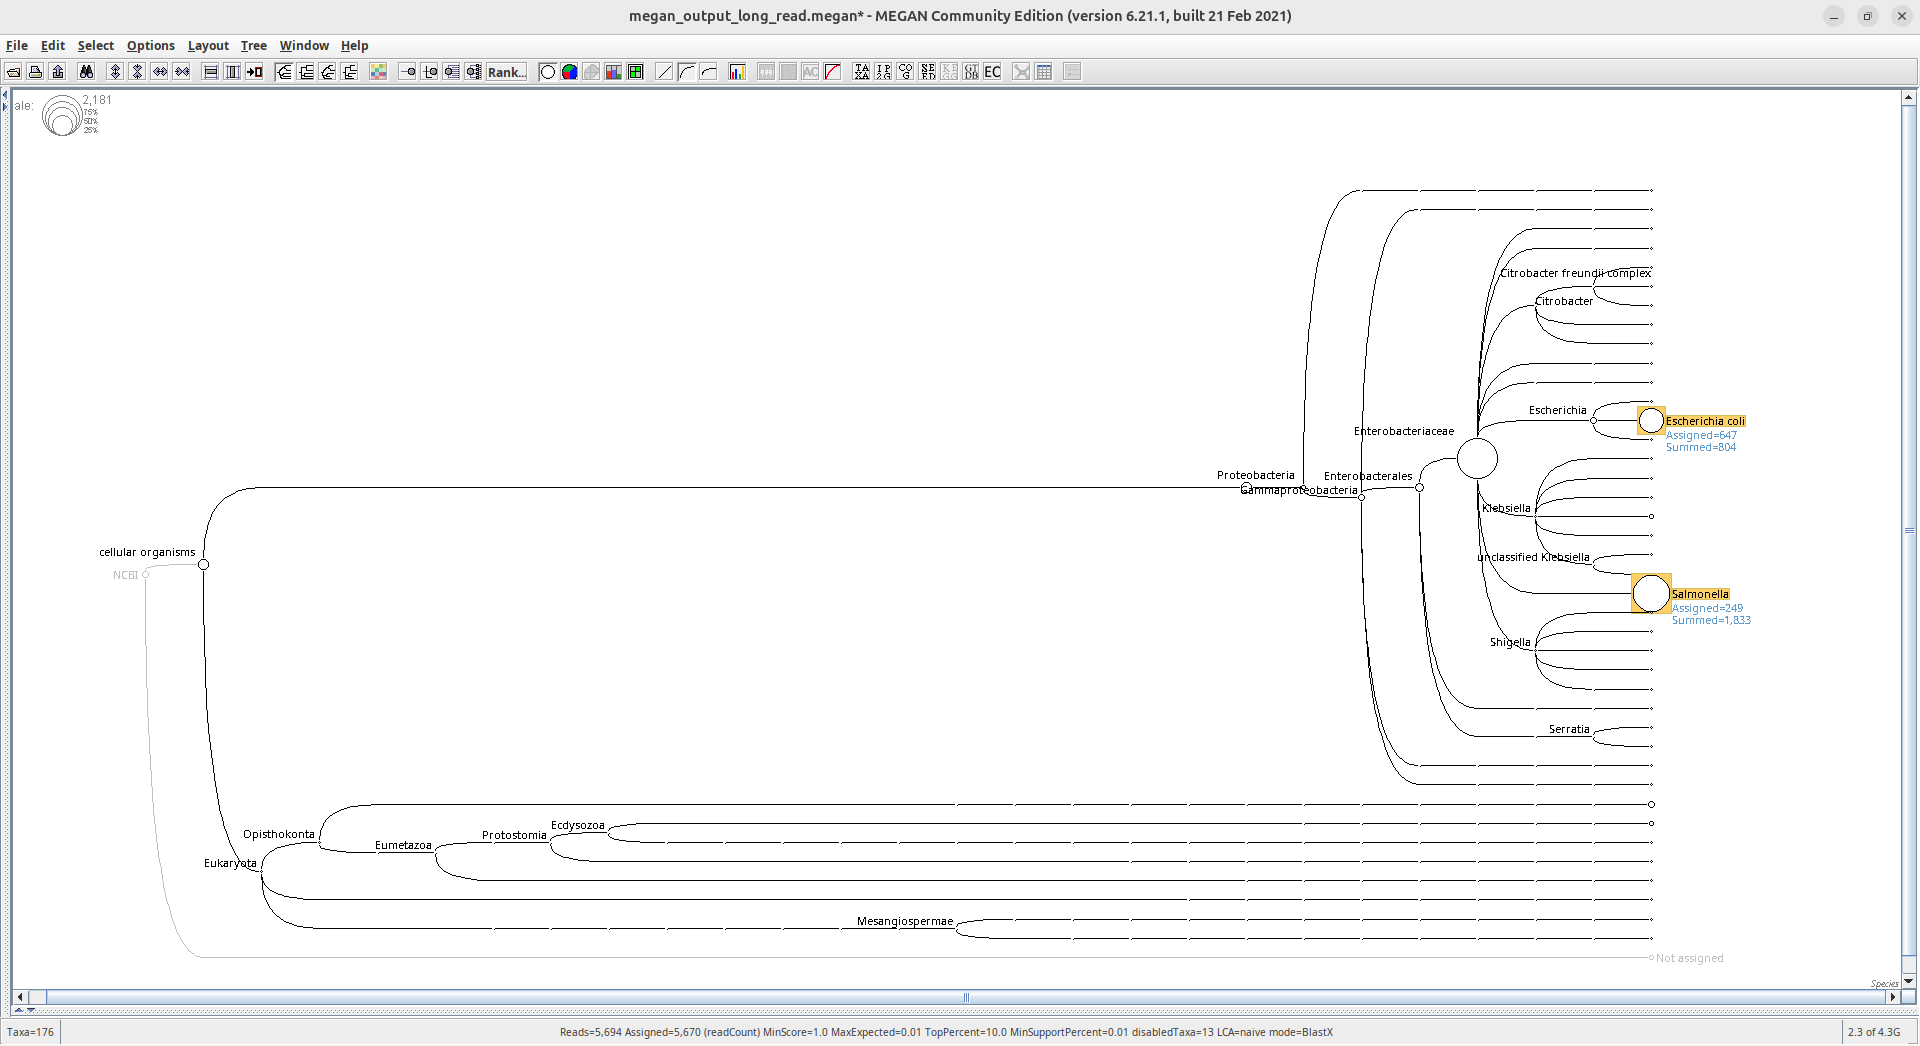 megan_output_long_read.megan* - MEGAN Community Edition (version 6.21.1, built 21 Feb 2021)
File Edit Select Options Layout Tree Window Help
Rank...
EC
ale:
2,181
75%
50%
25%
Citrobacter freundii complex
Citrobacter
Escherichia
Escherichia coli
Assigned=647
Summed=804
Enterobacteriaceae
Proteobacteria
Enterobacterales
Gammaproteobacteria
Klebsiella
cellular organisms
unclassified Klebsiella
NCBI
Salmonella
Assigned=249
Summed=1,833
Shigella
Serratia
Ecdysozoa
Opisthokonta
Protostomia
Eumetazoa
Eukaryota
Mesangiospermae
Not assigned
Species
Taxa=176
Reads=5,694 Assigned=5,670 (readCount) MinScore=1.0 MaxExpected=0.01 TopPercent=10.0 MinSupportPercent=0.01 disabledTaxa=13 LCA=naive mode=BlastX
2.3 of 4.3G